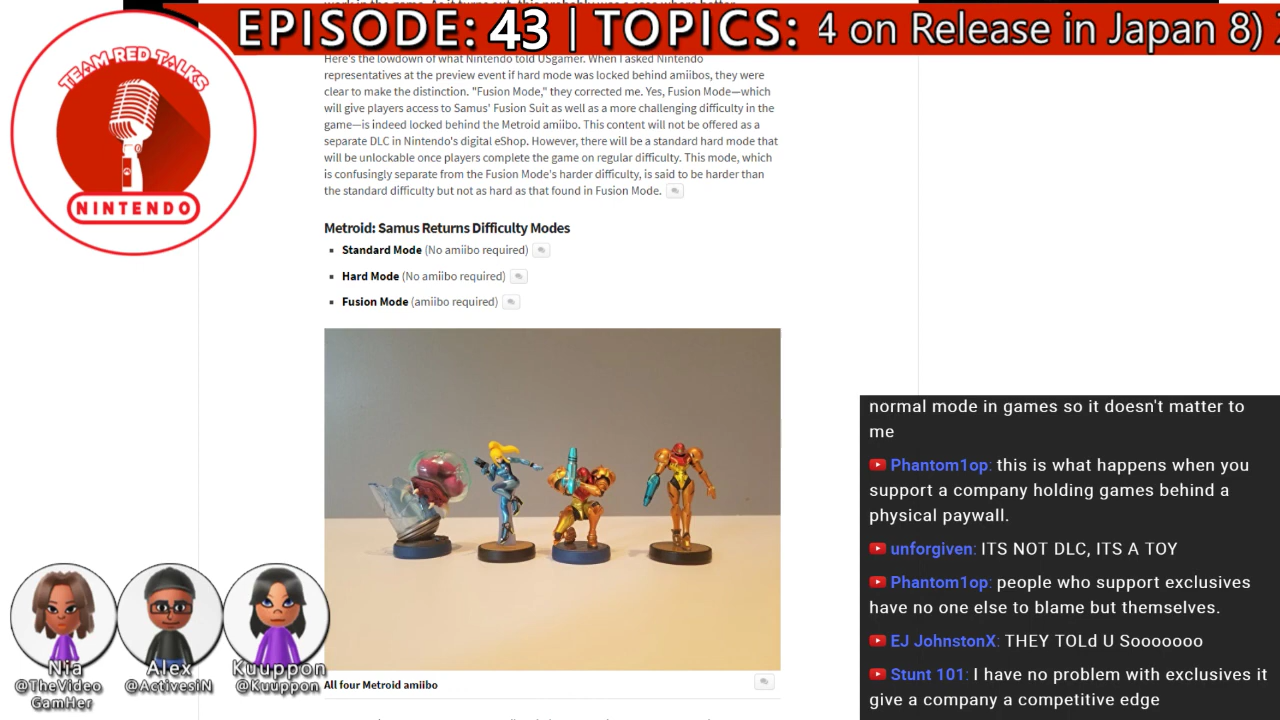 EPISODE: 43 | TOPICS: 4 on Release in Japan 8)
TEAM RED TALKS
NINTENDO
Here's the lowdown of what Nintendo told USgamer. When I asked Nintendo
representatives at the preview event if hard mode was locked behind amiibos, they were
clear to make the distinction. "Fusion Mode," they corrected me. Yes, Fusion Mode—which
will give players access to Samus' Fusion Suit as well as a more challenging difficulty in the
game—is indeed locked behind the Metroid amiibo. This content will not be offered as a
separate DLC in Nintendo's digital eShop. However, there will be a standard hard mode that
will be unlockable once players complete the game on regular difficulty. This mode, which
is confusingly separate from the Fusion Mode's harder difficulty, is said to be harder than
the standard difficulty but not as hard as that found in Fusion Mode.
Metroid: Samus Returns Difficulty Modes
Standard Mode (No amiibo required)
Hard Mode (No amiibo required)
Fusion Mode (amiibo required)
All four Metroid amiibo
normal mode in games so it doesn't matter to
me
Phantom1op: this is what happens when you
support a company holding games behind a
physical paywall.
unforgiven: ITS NOT DLC, ITS A TOY
Phantom1op: people who support exclusives
have no one else to blame but themselves.
EJ JohnstonX: THEY TOLd U Sooooooo
Stunt 101: I have no problem with exclusives it
give a company a competitive edge
Nia
@TheVideo
GamHer
Alex
@ActivesiN
Kuuppon
@Kuuppon